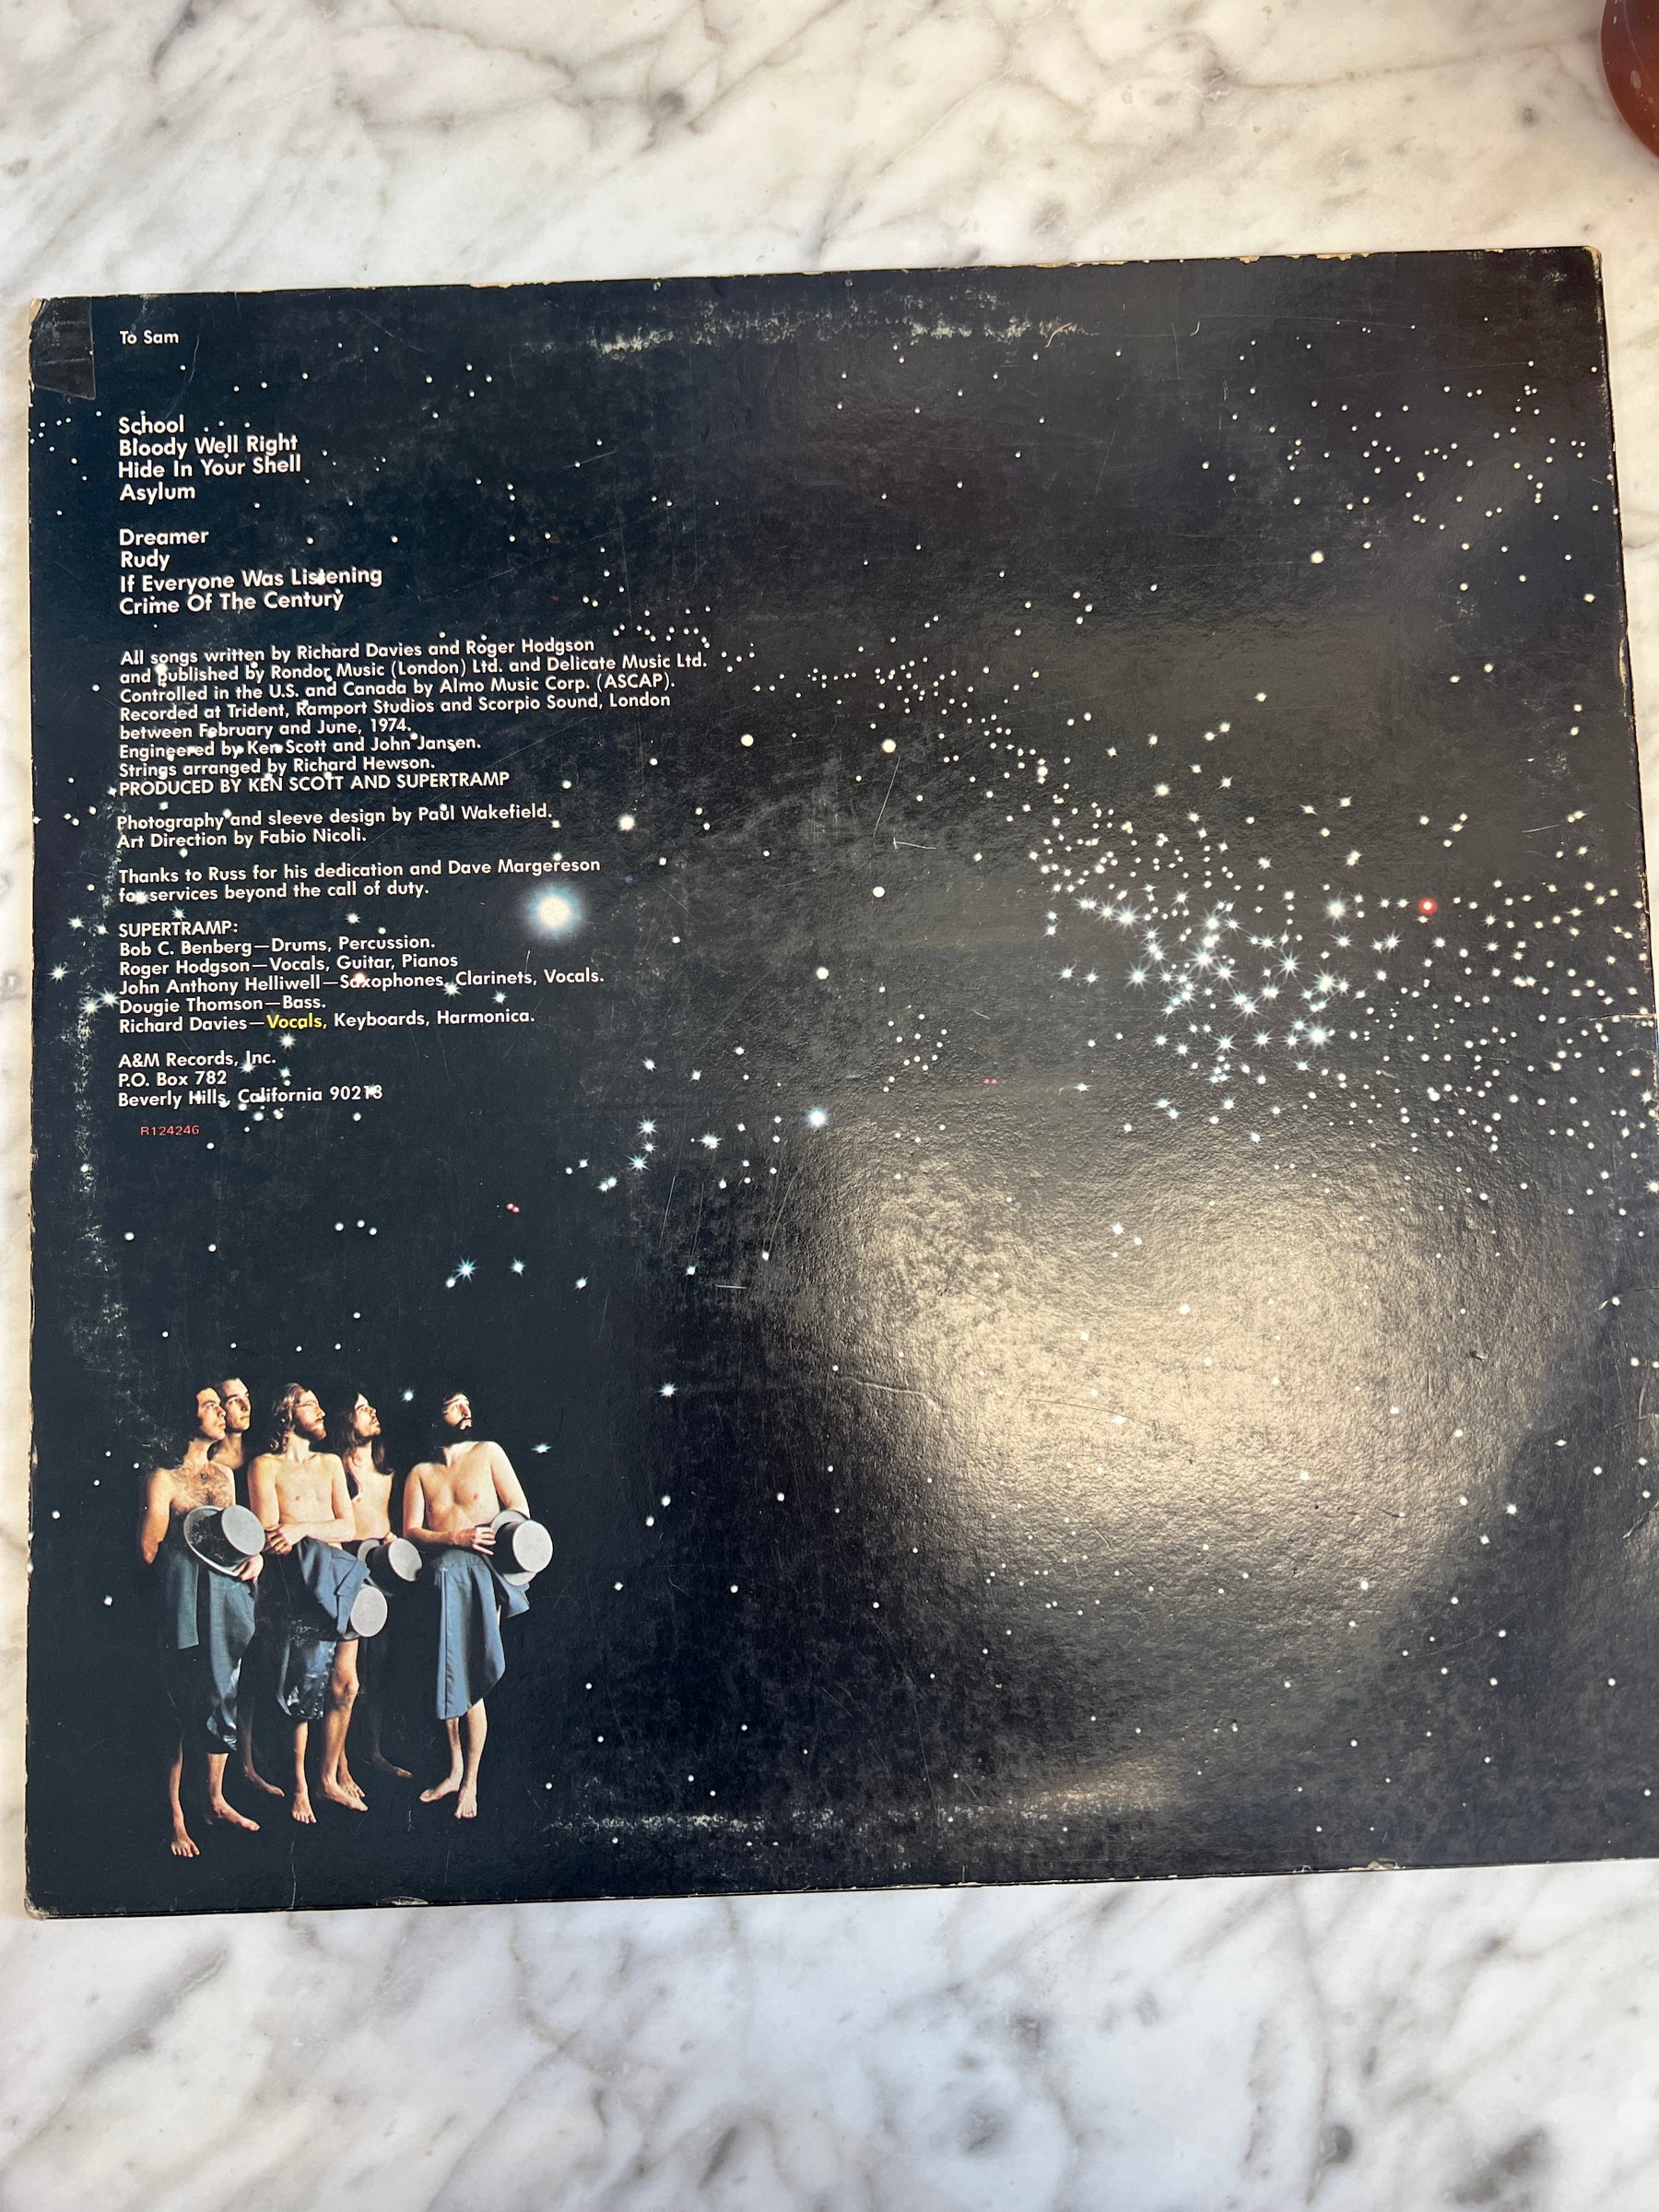 To Sam
School
Bloody Well Right
Hide In Your Shell
Asylum
Dreamer
Rudy
If Everyone Was Listening
Crime Of The Century
All songs written by Richard Davies and Roger Hodgson
and published by Rondor Music (London) Ltd. and Delicate Music Ltd.
Controlled in the U.S. and Canada by Almo Music Corp. (ASCAP).
Recorded at Trident, Ramport Studios and Scorpio Sound, London
between February and June, 1974.
Engineered by Ken Scott and John Jansen.
Strings arranged by Richard Hewson.
PRODUCED BY KEN SCOTT AND SUPERTRAMP
Photography and sleeve design by Paul Wakefield.
Art Direction by Fabio Nicoli.
Thanks to Russ for his dedication and Dave Margereson
for services beyond the call of duty.
SUPERTRAMP:
Bob C. Benberg—Drums, Percussion.
Roger Hodgson—Vocals, Guitar, Pianos
John Anthony Helliwell—Saxophones, Clarinets, Vocals.
Dougie Thomson—Bass.
Richard Davies—Vocals, Keyboards, Harmonica.
A&M Records, Inc.
P.O. Box 782
Beverly Hills, California 90213
R124246